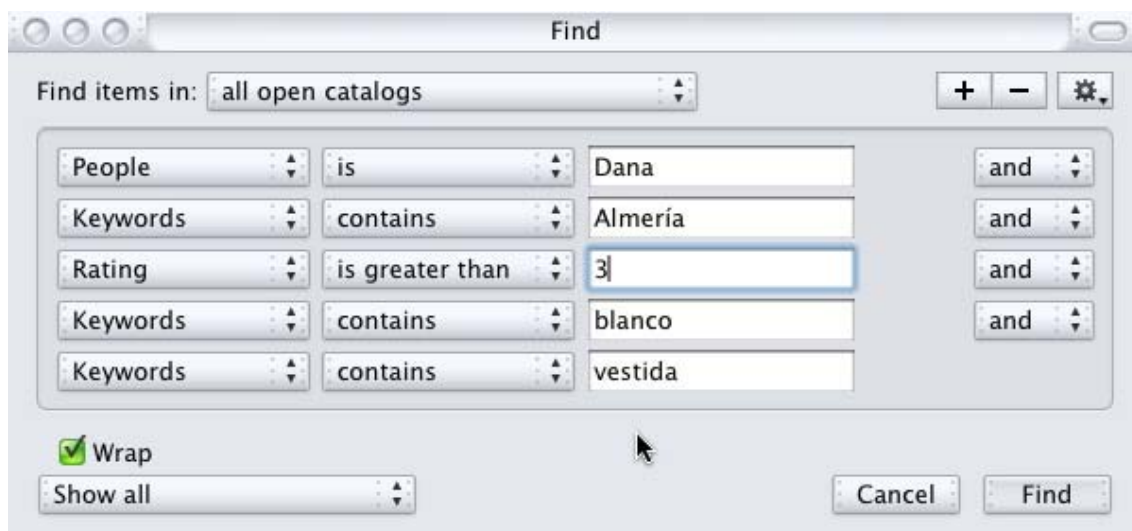 Find
Find items in: all open catalogs + −
People is Dana and
Keywords contains Almería and
Rating is greater than 3 and
Keywords contains blanco and
Keywords contains vestida
Wrap
Show all Cancel Find